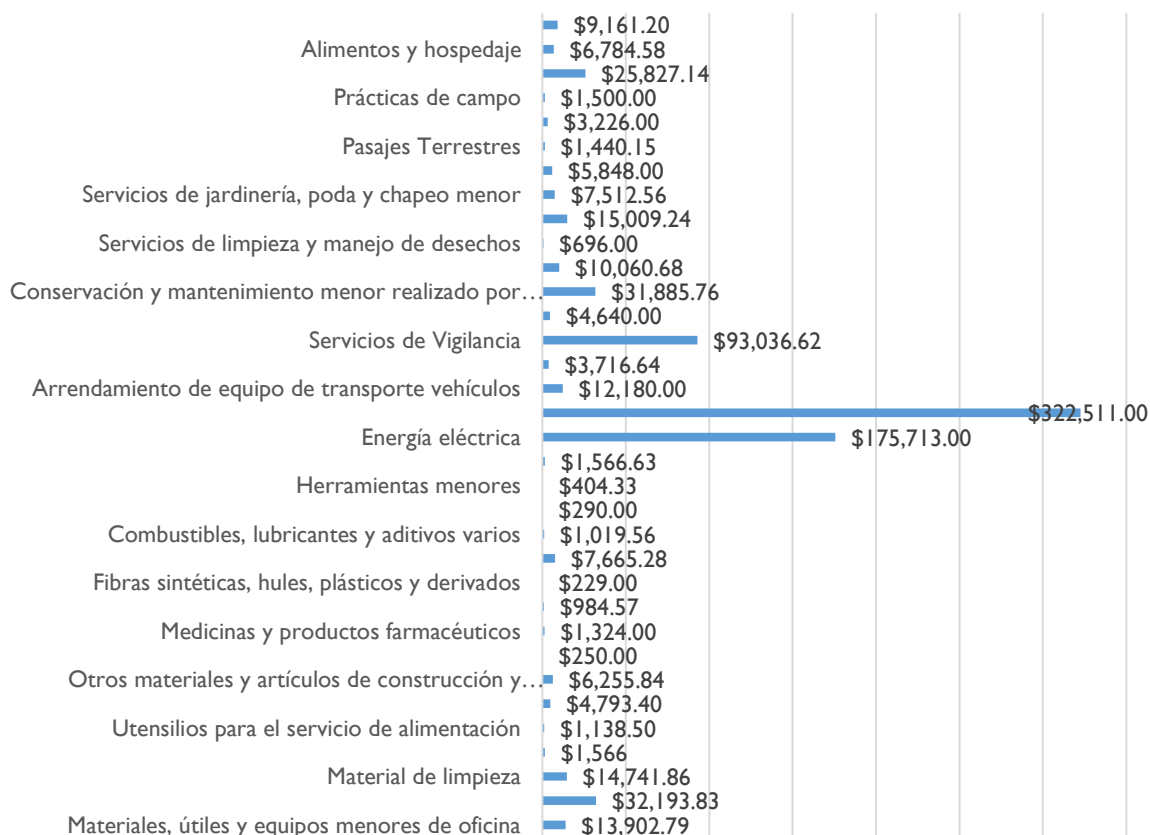 $9,161.20
Alimentos y hospedaje $6,784.58
$25,827.14
Prácticas de campo $1,500.00
$3,226.00
Pasajes Terrestres $1,440.15
$5,848.00
Servicios de jardinería, poda y chapeo menor $7,512.56
$15,009.24
Servicios de limpieza y manejo de desechos $696.00
$10,060.68
Conservación y mantenimiento menor realizado por… $31,885.76
$4,640.00
Servicios de Vigilancia $93,036.62
$3,716.64
Arrendamiento de equipo de transporte vehículos $12,180.00
$322,511.00
Energía eléctrica $175,713.00
$1,566.63
Herramientas menores $404.33
$290.00
Combustibles, lubricantes y aditivos varios $1,019.56
$7,665.28
Fibras sintéticas, hules, plásticos y derivados $229.00
$984.57
Medicinas y productos farmacéuticos $1,324.00
$250.00
Otros materiales y artículos de construcción y… $6,255.84
$4,793.40
Utensilios para el servicio de alimentación $1,138.50
$1,566
Material de limpieza $14,741.86
$32,193.83
Materiales, útiles y equipos menores de oficina $13,902.79